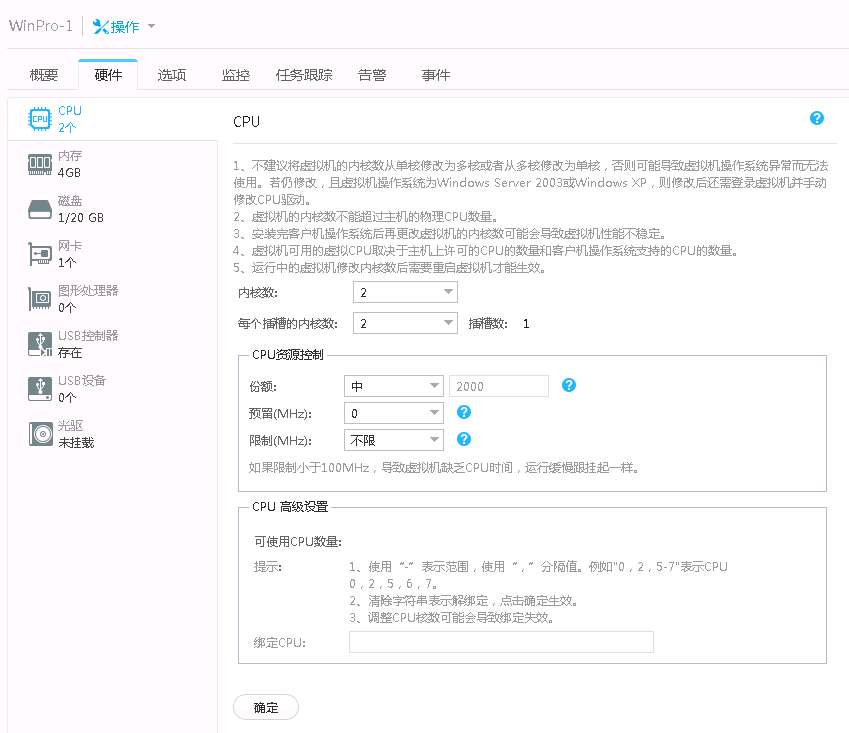 WinPro-1 操作
概要 硬件 选项 监控 任务跟踪 告警 事件
CPU
CPU
2个
内存
4GB
磁盘
1/20 GB
网卡
1个
图形处理器
0个
USB控制器
存在
USB设备
0个
光驱
未挂载
CPU
1、不建议将虚拟机的内核数从单核修改为多核或者从多核修改为单核，否则可能导致虚拟机操作系统异常而无法
使用。若仍修改，且虚拟机操作系统为Windows Server 2003或Windows XP，则修改后还需登录虚拟机并手动
修改CPU驱动。
2、虚拟机的内核数不能超过主机的物理CPU数量。
3、安装完客户机操作系统后再更改虚拟机的内核数可能会导致虚拟机性能不稳定。
4、虚拟机可用的虚拟CPU取决于主机上许可的CPU的数量和客户机操作系统支持的CPU的数量。
5、运行中的虚拟机修改内核数后需要重启虚拟机才能生效。
内核数: 2
每个插槽的内核数: 2 插槽数: 1
CPU资源控制
份额: 中 2000 ?
预留(MHz): 0 ?
限制(MHz): 不限 ?
如果限制小于100MHz，导致虚拟机缺乏CPU时间，运行缓慢跟挂起一样。
CPU 高级设置
可使用CPU数量:
提示: 1、使用 “-” 表示范围，使用 “，” 分隔值。例如"0，2，5-7"表示CPU
0，2，5，6，7。
2、清除字符串表示解绑定，点击确定生效。
3、调整CPU核数可能会导致绑定失效。
绑定CPU:
确定